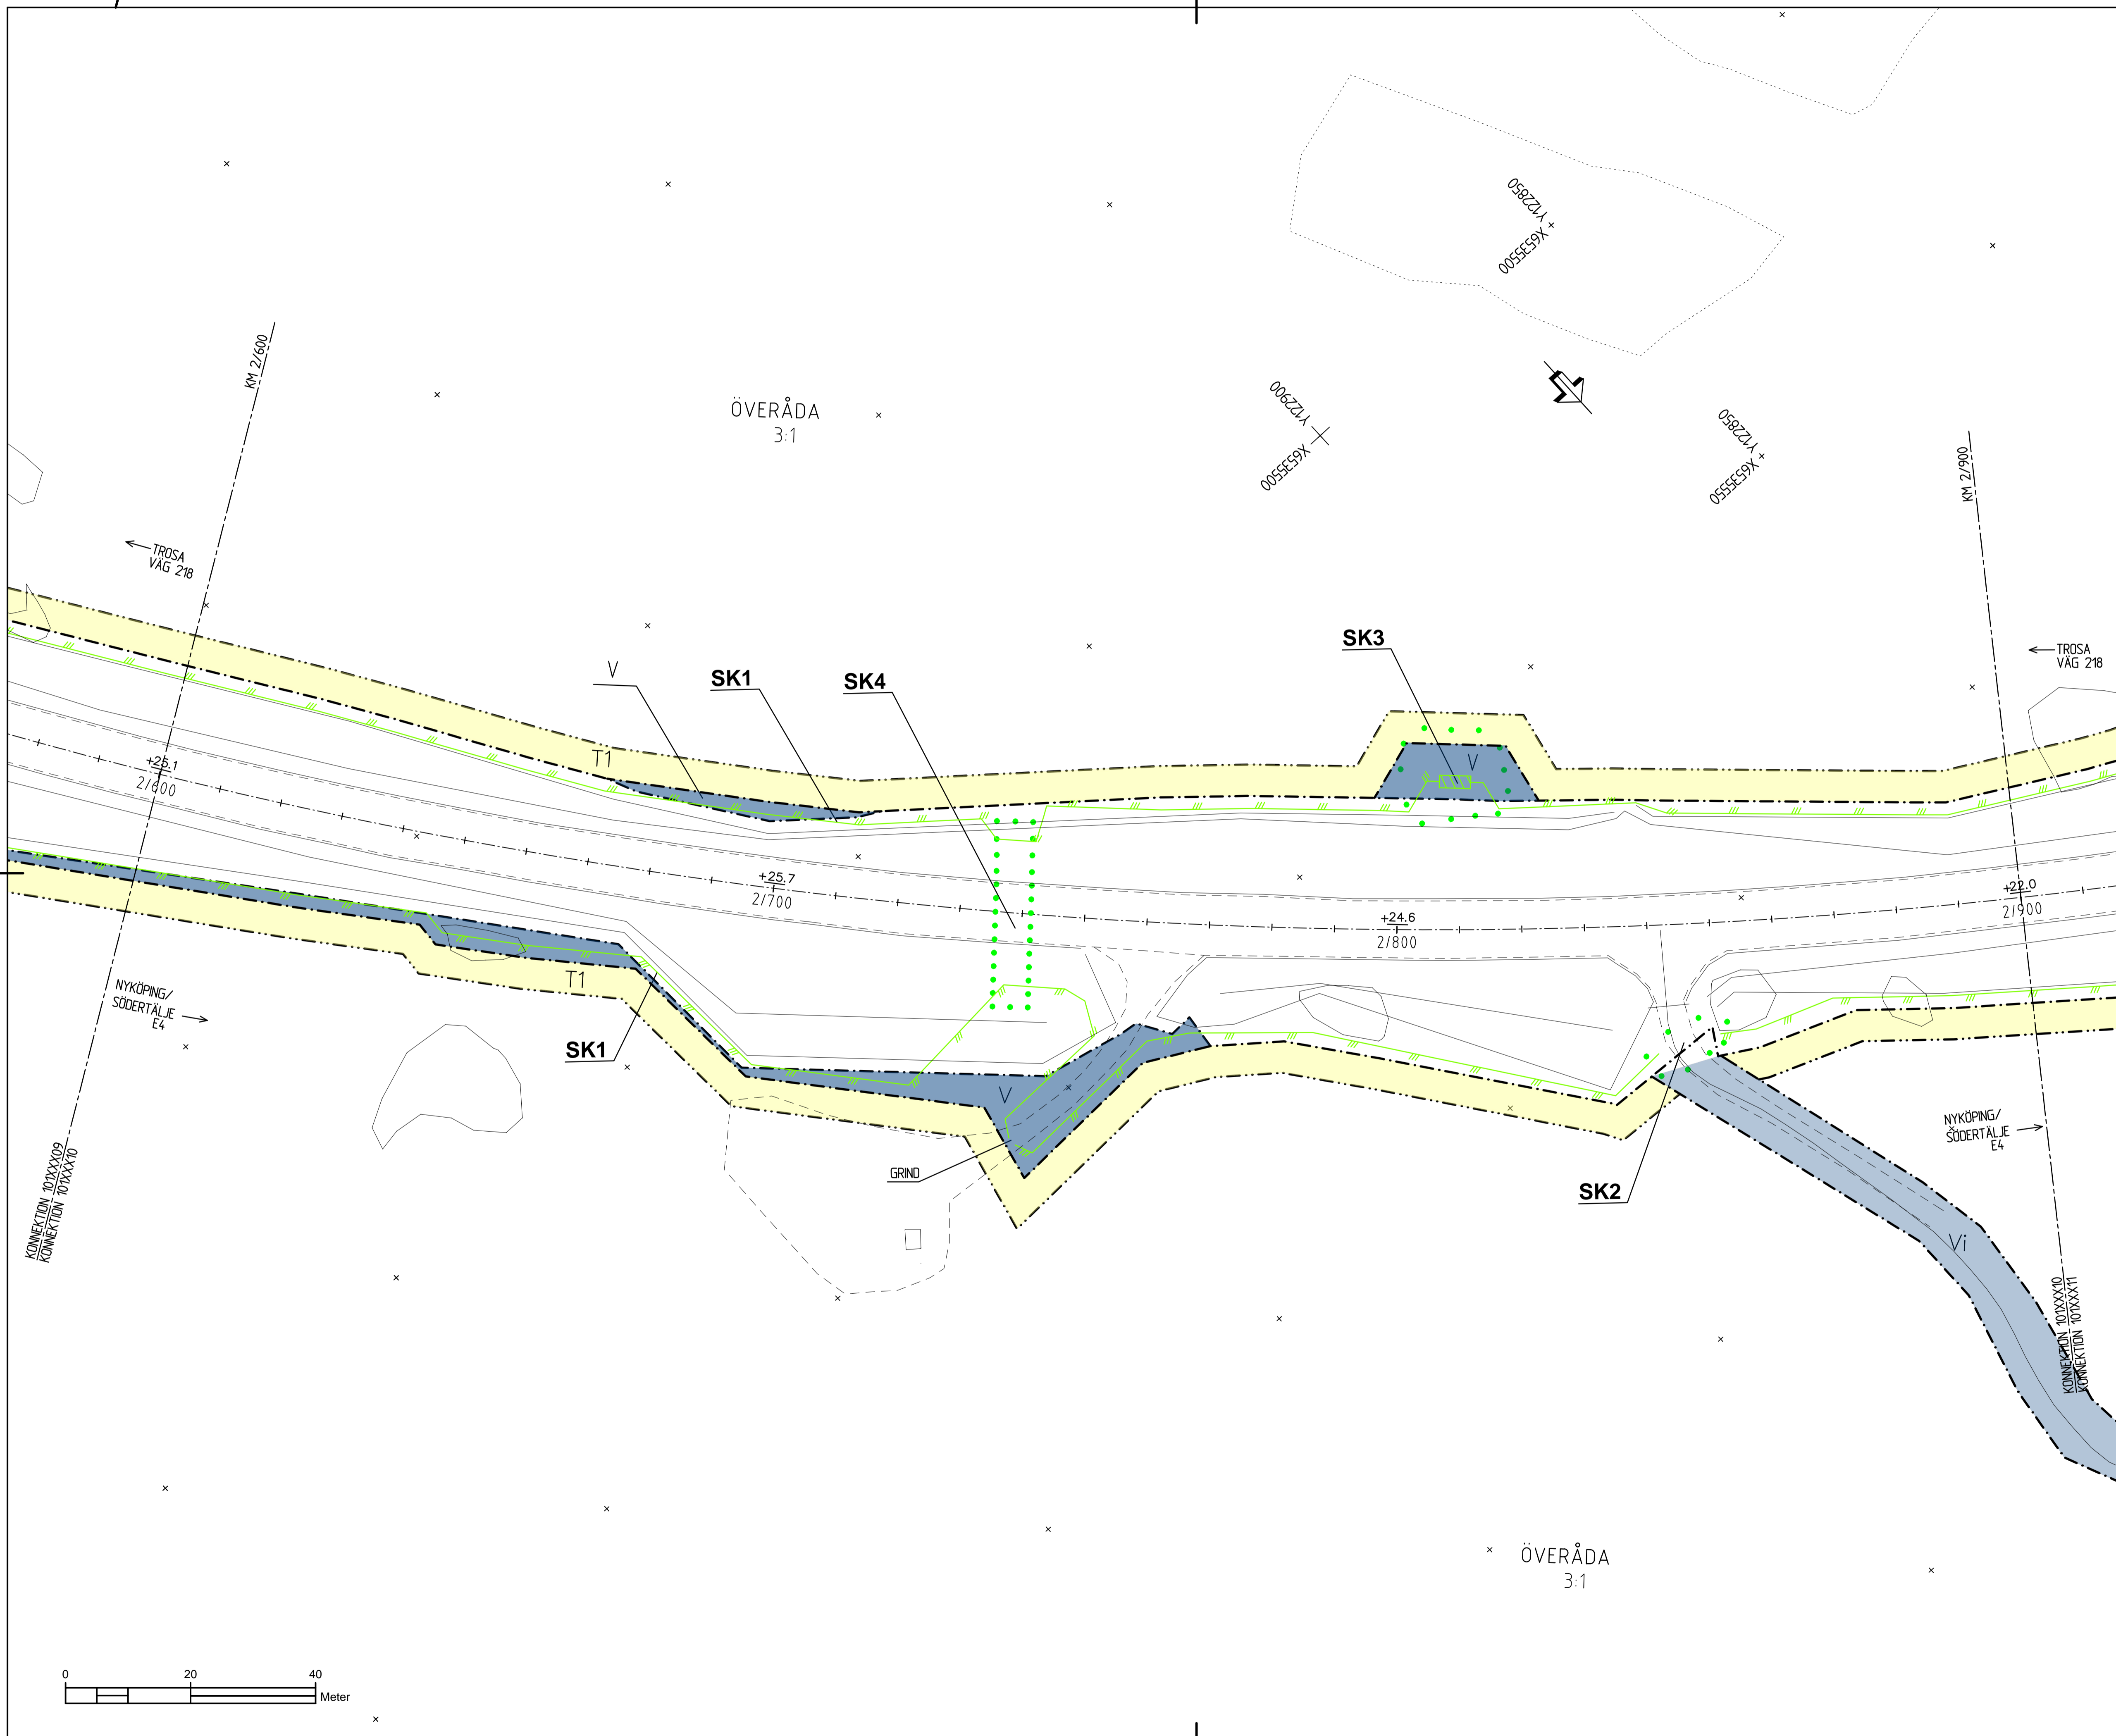 Y122850
X6535500
KM 2/600
ÖVERÅDA
3:1
Y122900
X6535500
Y122850
X6535550
KM 2/900
TROSA
VÄG 218
SK3
TROSA
VÄG 218
V
SK1
SK4
T1
V
+25.1
2/600
+25.7
2/700
+24.6
2/800
+22.0
2/900
T1
NYKÖPING/
SÖDERTÄLJE
E4
SK1
V
NYKÖPING/
SÖDERTÄLJE
E4
GRIND
SK2
KONNEKTION 101XXX09
KONNEKTION 101XXX10
Vi
KONNEKTION 101XXX10
KONNEKTION 101XXX11
ÖVERÅDA
3:1
0 20 40
Meter